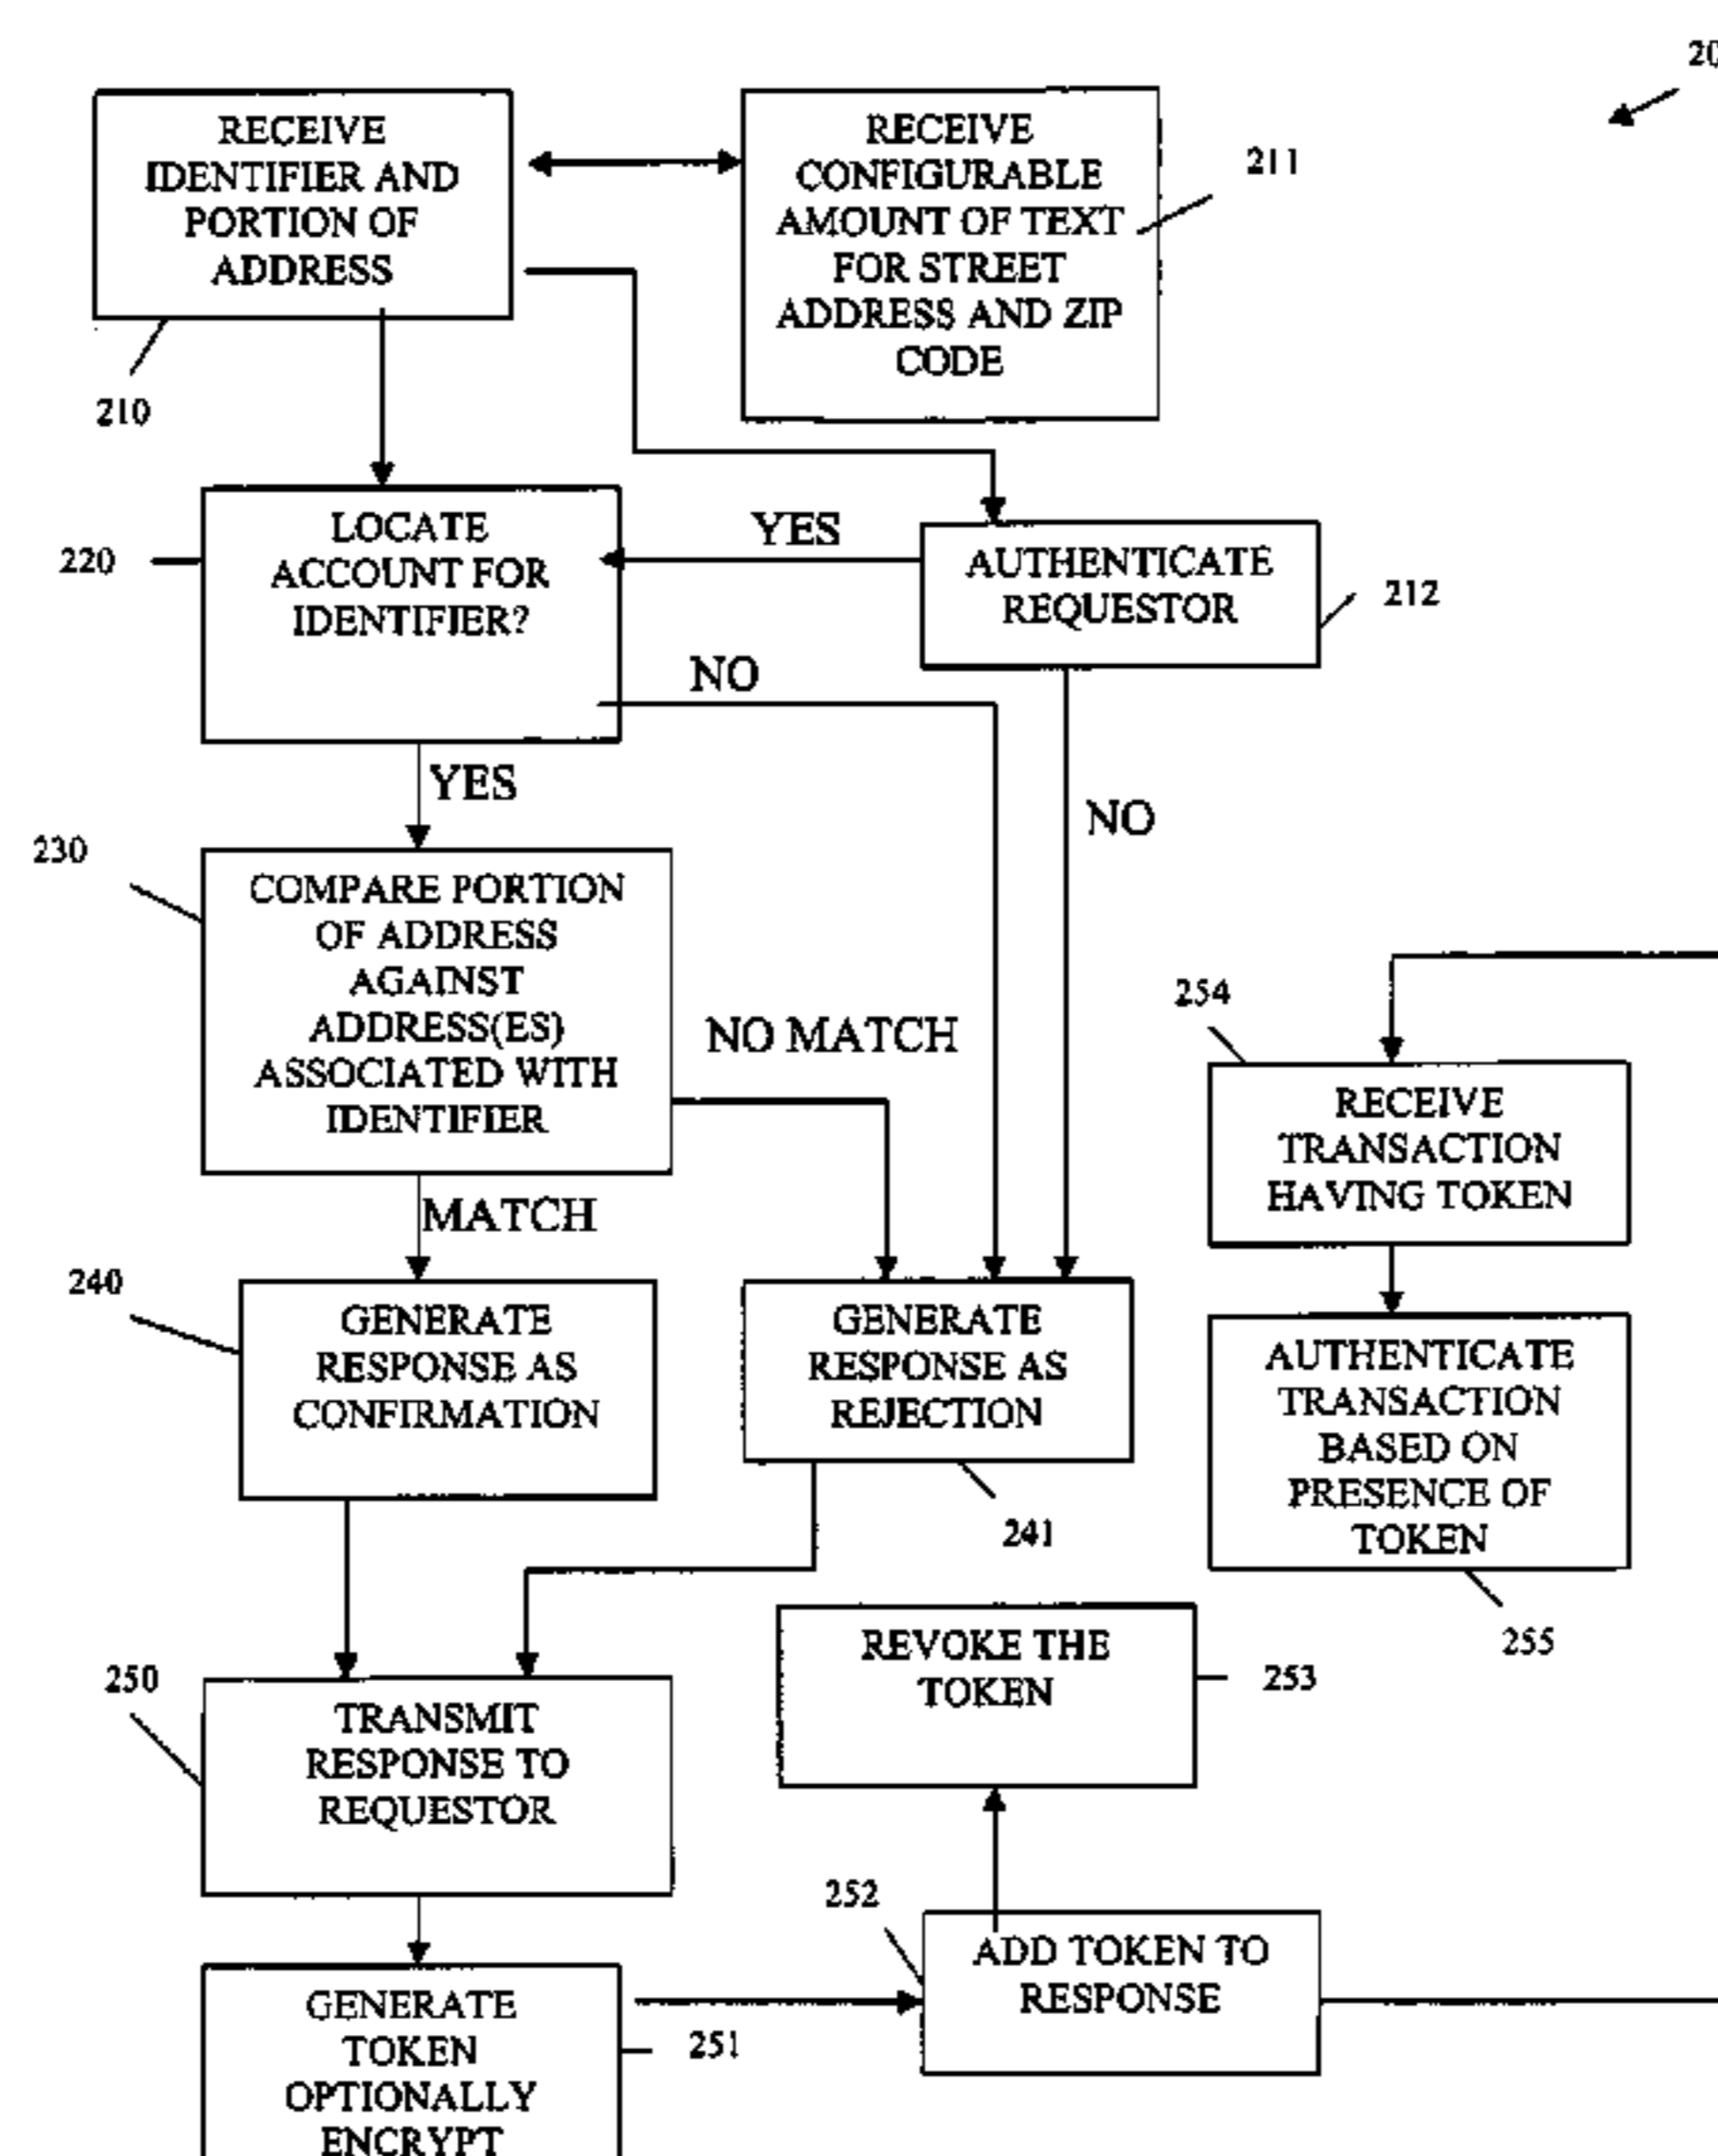 20
RECEIVE
IDENTIFIER AND
PORTION OF
ADDRESS
210
RECEIVE
CONFIGURABLE
AMOUNT OF TEXT
FOR STREET
ADDRESS AND ZIP
CODE
211
LOCATE
ACCOUNT FOR
IDENTIFIER?
220
YES
AUTHENTICATE
REQUESTOR
212
NO
YES
NO
230
COMPARE PORTION
OF ADDRESS
AGAINST
ADDRESS(ES)
ASSOCIATED WITH
IDENTIFIER
NO MATCH
254
RECEIVE
TRANSACTION
HAVING TOKEN
MATCH
240
GENERATE
RESPONSE AS
CONFIRMATION
GENERATE
RESPONSE AS
REJECTION
241
AUTHENTICATE
TRANSACTION
BASED ON
PRESENCE OF
TOKEN
255
REVOKE THE
TOKEN
253
250
TRANSMIT
RESPONSE TO
REQUESTOR
252
ADD TOKEN TO
RESPONSE
GENERATE
TOKEN
OPTIONALLY
ENCRYPT
251